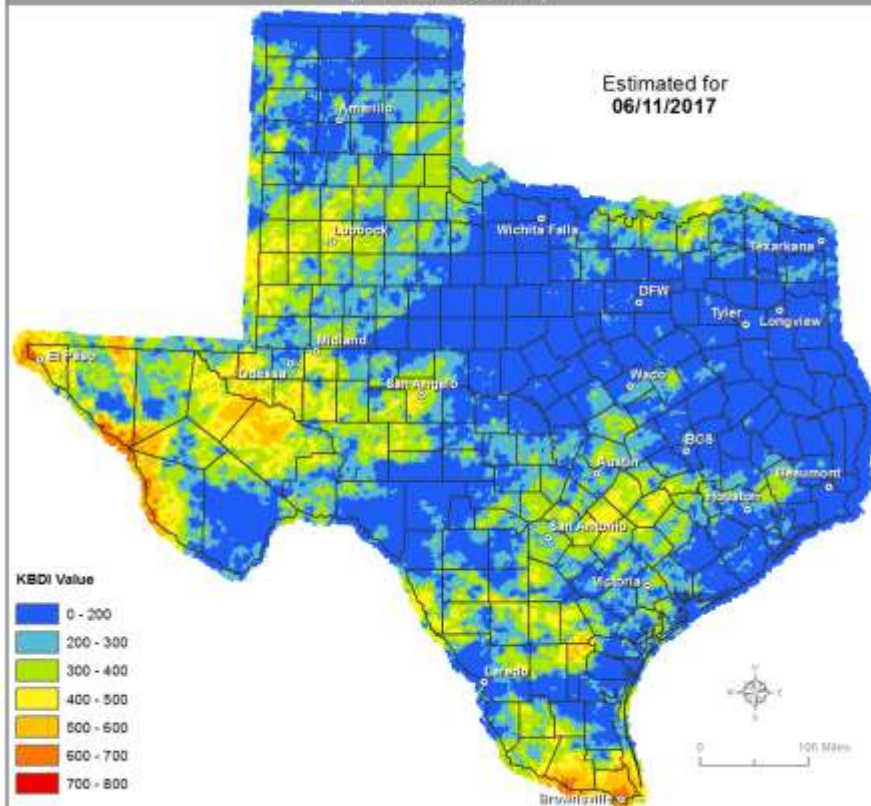 Estimated for
06/11/2017
Amarillo
Lubbock
Wichita Falls
Texarkana
DFW
Tyler
Longview
El Paso
Midland
Odessa
San Angelo
Waco
BCS
Austin
Beaumont
Houston
San Antonio
Victoria
Laredo
Brownsville
KBDI Value
0 - 200
200 - 300
300 - 400
400 - 500
500 - 600
600 - 700
700 - 800
N
W
E
S
0
105 Miles